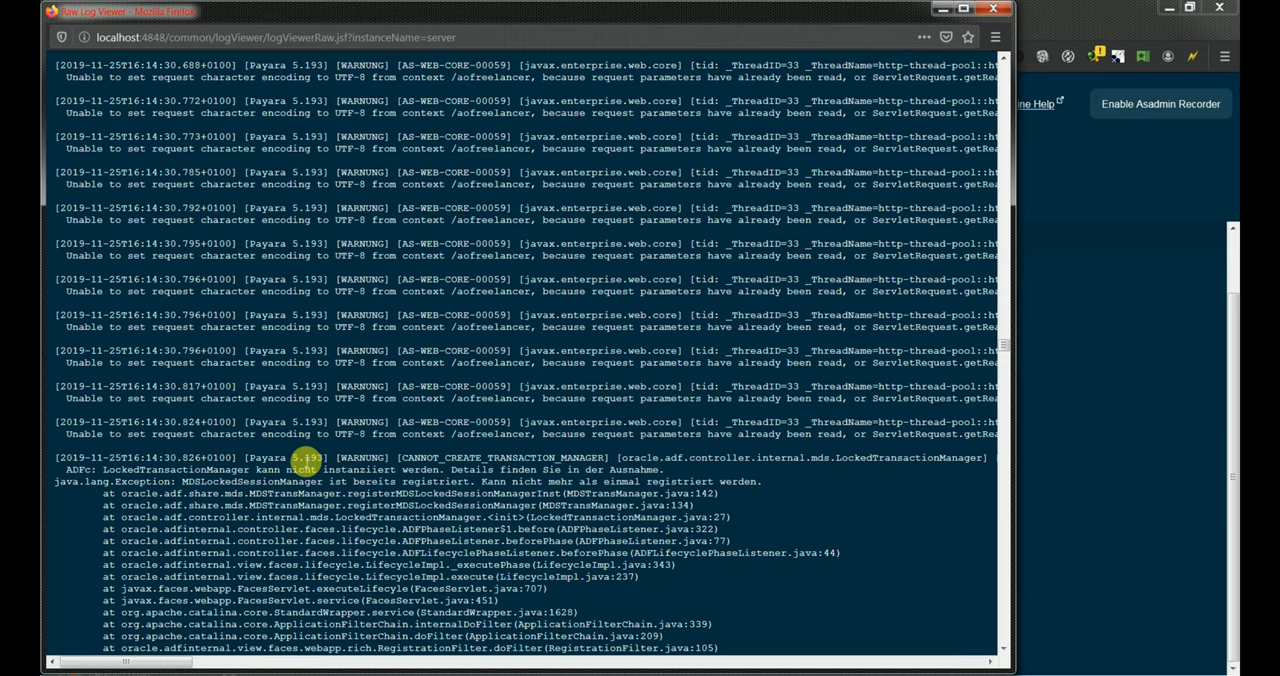 Raw Log Viewer - Mozilla Firefox
localhost:4848/common/logViewer/logViewerRaw.jsf?instanceName=server
ne Help
Enable Asadmin Recorder
[2019-11-25T16:14:30.688+0100] [Payara 5.193] [WARNUNG] [AS-WEB-CORE-00059] [javax.enterprise.web.core] [tid: _ThreadID=33 _ThreadName=http-thread-pool::ht
Unable to set request character encoding to UTF-8 from context /aofreelancer, because request parameters have already been read, or ServletRequest.getRea
[2019-11-25T16:14:30.772+0100] [Payara 5.193] [WARNUNG] [AS-WEB-CORE-00059] [javax.enterprise.web.core] [tid: _ThreadID=33 _ThreadName=http-thread-pool::ht
Unable to set request character encoding to UTF-8 from context /aofreelancer, because request parameters have already been read, or ServletRequest.getRea
[2019-11-25T16:14:30.773+0100] [Payara 5.193] [WARNUNG] [AS-WEB-CORE-00059] [javax.enterprise.web.core] [tid: _ThreadID=33 _ThreadName=http-thread-pool::ht
Unable to set request character encoding to UTF-8 from context /aofreelancer, because request parameters have already been read, or ServletRequest.getRea
[2019-11-25T16:14:30.785+0100] [Payara 5.193] [WARNUNG] [AS-WEB-CORE-00059] [javax.enterprise.web.core] [tid: _ThreadID=33 _ThreadName=http-thread-pool::ht
Unable to set request character encoding to UTF-8 from context /aofreelancer, because request parameters have already been read, or ServletRequest.getRea
[2019-11-25T16:14:30.792+0100] [Payara 5.193] [WARNUNG] [AS-WEB-CORE-00059] [javax.enterprise.web.core] [tid: _ThreadID=33 _ThreadName=http-thread-pool::ht
Unable to set request character encoding to UTF-8 from context /aofreelancer, because request parameters have already been read, or ServletRequest.getRea
[2019-11-25T16:14:30.795+0100] [Payara 5.193] [WARNUNG] [AS-WEB-CORE-00059] [javax.enterprise.web.core] [tid: _ThreadID=33 _ThreadName=http-thread-pool::ht
Unable to set request character encoding to UTF-8 from context /aofreelancer, because request parameters have already been read, or ServletRequest.getRea
[2019-11-25T16:14:30.796+0100] [Payara 5.193] [WARNUNG] [AS-WEB-CORE-00059] [javax.enterprise.web.core] [tid: _ThreadID=33 _ThreadName=http-thread-pool::ht
Unable to set request character encoding to UTF-8 from context /aofreelancer, because request parameters have already been read, or ServletRequest.getRea
[2019-11-25T16:14:30.796+0100] [Payara 5.193] [WARNUNG] [AS-WEB-CORE-00059] [javax.enterprise.web.core] [tid: _ThreadID=33 _ThreadName=http-thread-pool::ht
Unable to set request character encoding to UTF-8 from context /aofreelancer, because request parameters have already been read, or ServletRequest.getRea
[2019-11-25T16:14:30.796+0100] [Payara 5.193] [WARNUNG] [AS-WEB-CORE-00059] [javax.enterprise.web.core] [tid: _ThreadID=33 _ThreadName=http-thread-pool::ht
Unable to set request character encoding to UTF-8 from context /aofreelancer, because request parameters have already been read, or ServletRequest.getRea
[2019-11-25T16:14:30.817+0100] [Payara 5.193] [WARNUNG] [AS-WEB-CORE-00059] [javax.enterprise.web.core] [tid: _ThreadID=33 _ThreadName=http-thread-pool::ht
Unable to set request character encoding to UTF-8 from context /aofreelancer, because request parameters have already been read, or ServletRequest.getRea
[2019-11-25T16:14:30.824+0100] [Payara 5.193] [WARNUNG] [AS-WEB-CORE-00059] [javax.enterprise.web.core] [tid: _ThreadID=33 _ThreadName=http-thread-pool::ht
Unable to set request character encoding to UTF-8 from context /aofreelancer, because request parameters have already been read, or ServletRequest.getRea
[2019-11-25T16:14:30.826+0100] [Payara 5.193] [WARNUNG] [CANNOT_CREATE_TRANSACTION_MANAGER] [oracle.adf.controller.internal.mds.LockedTransactionManager] [
ADFc: LockedTransactionManager kann nicht instanziiert werden. Details finden Sie in der Ausnahme.
java.lang.Exception: MDSLockedSessionManager ist bereits registriert. Kann nicht mehr als einmal registriert werden.
at oracle.adf.share.mds.MDSTransManager.registerMDSLockedSessionManagerInst(MDSTransManager.java:142)
at oracle.adf.share.mds.MDSTransManager.registerMDSLockedSessionManager(MDSTransManager.java:134)
at oracle.adf.controller.internal.mds.LockedTransactionManager.<init>(LockedTransactionManager.java:27)
at oracle.adfinternal.controller.faces.lifecycle.ADFPhaseListener$1.before(ADFPhaseListener.java:322)
at oracle.adfinternal.controller.faces.lifecycle.ADFPhaseListener.beforePhase(ADFPhaseListener.java:77)
at oracle.adfinternal.controller.faces.lifecycle.ADFLifecyclePhaseListener.beforePhase(ADFLifecyclePhaseListener.java:44)
at oracle.adfinternal.view.faces.lifecycle.LifecycleImpl._executePhase(LifecycleImpl.java:343)
at oracle.adfinternal.view.faces.lifecycle.LifecycleImpl.execute(LifecycleImpl.java:237)
at javax.faces.webapp.FacesServlet.executeLifecyle(FacesServlet.java:707)
at javax.faces.webapp.FacesServlet.service(FacesServlet.java:451)
at org.apache.catalina.core.StandardWrapper.service(StandardWrapper.java:1628)
at org.apache.catalina.core.ApplicationFilterChain.internalDoFilter(ApplicationFilterChain.java:339)
at org.apache.catalina.core.ApplicationFilterChain.doFilter(ApplicationFilterChain.java:209)
at oracle.adfinternal.view.faces.webapp.rich.RegistrationFilter.doFilter(RegistrationFilter.java:105)